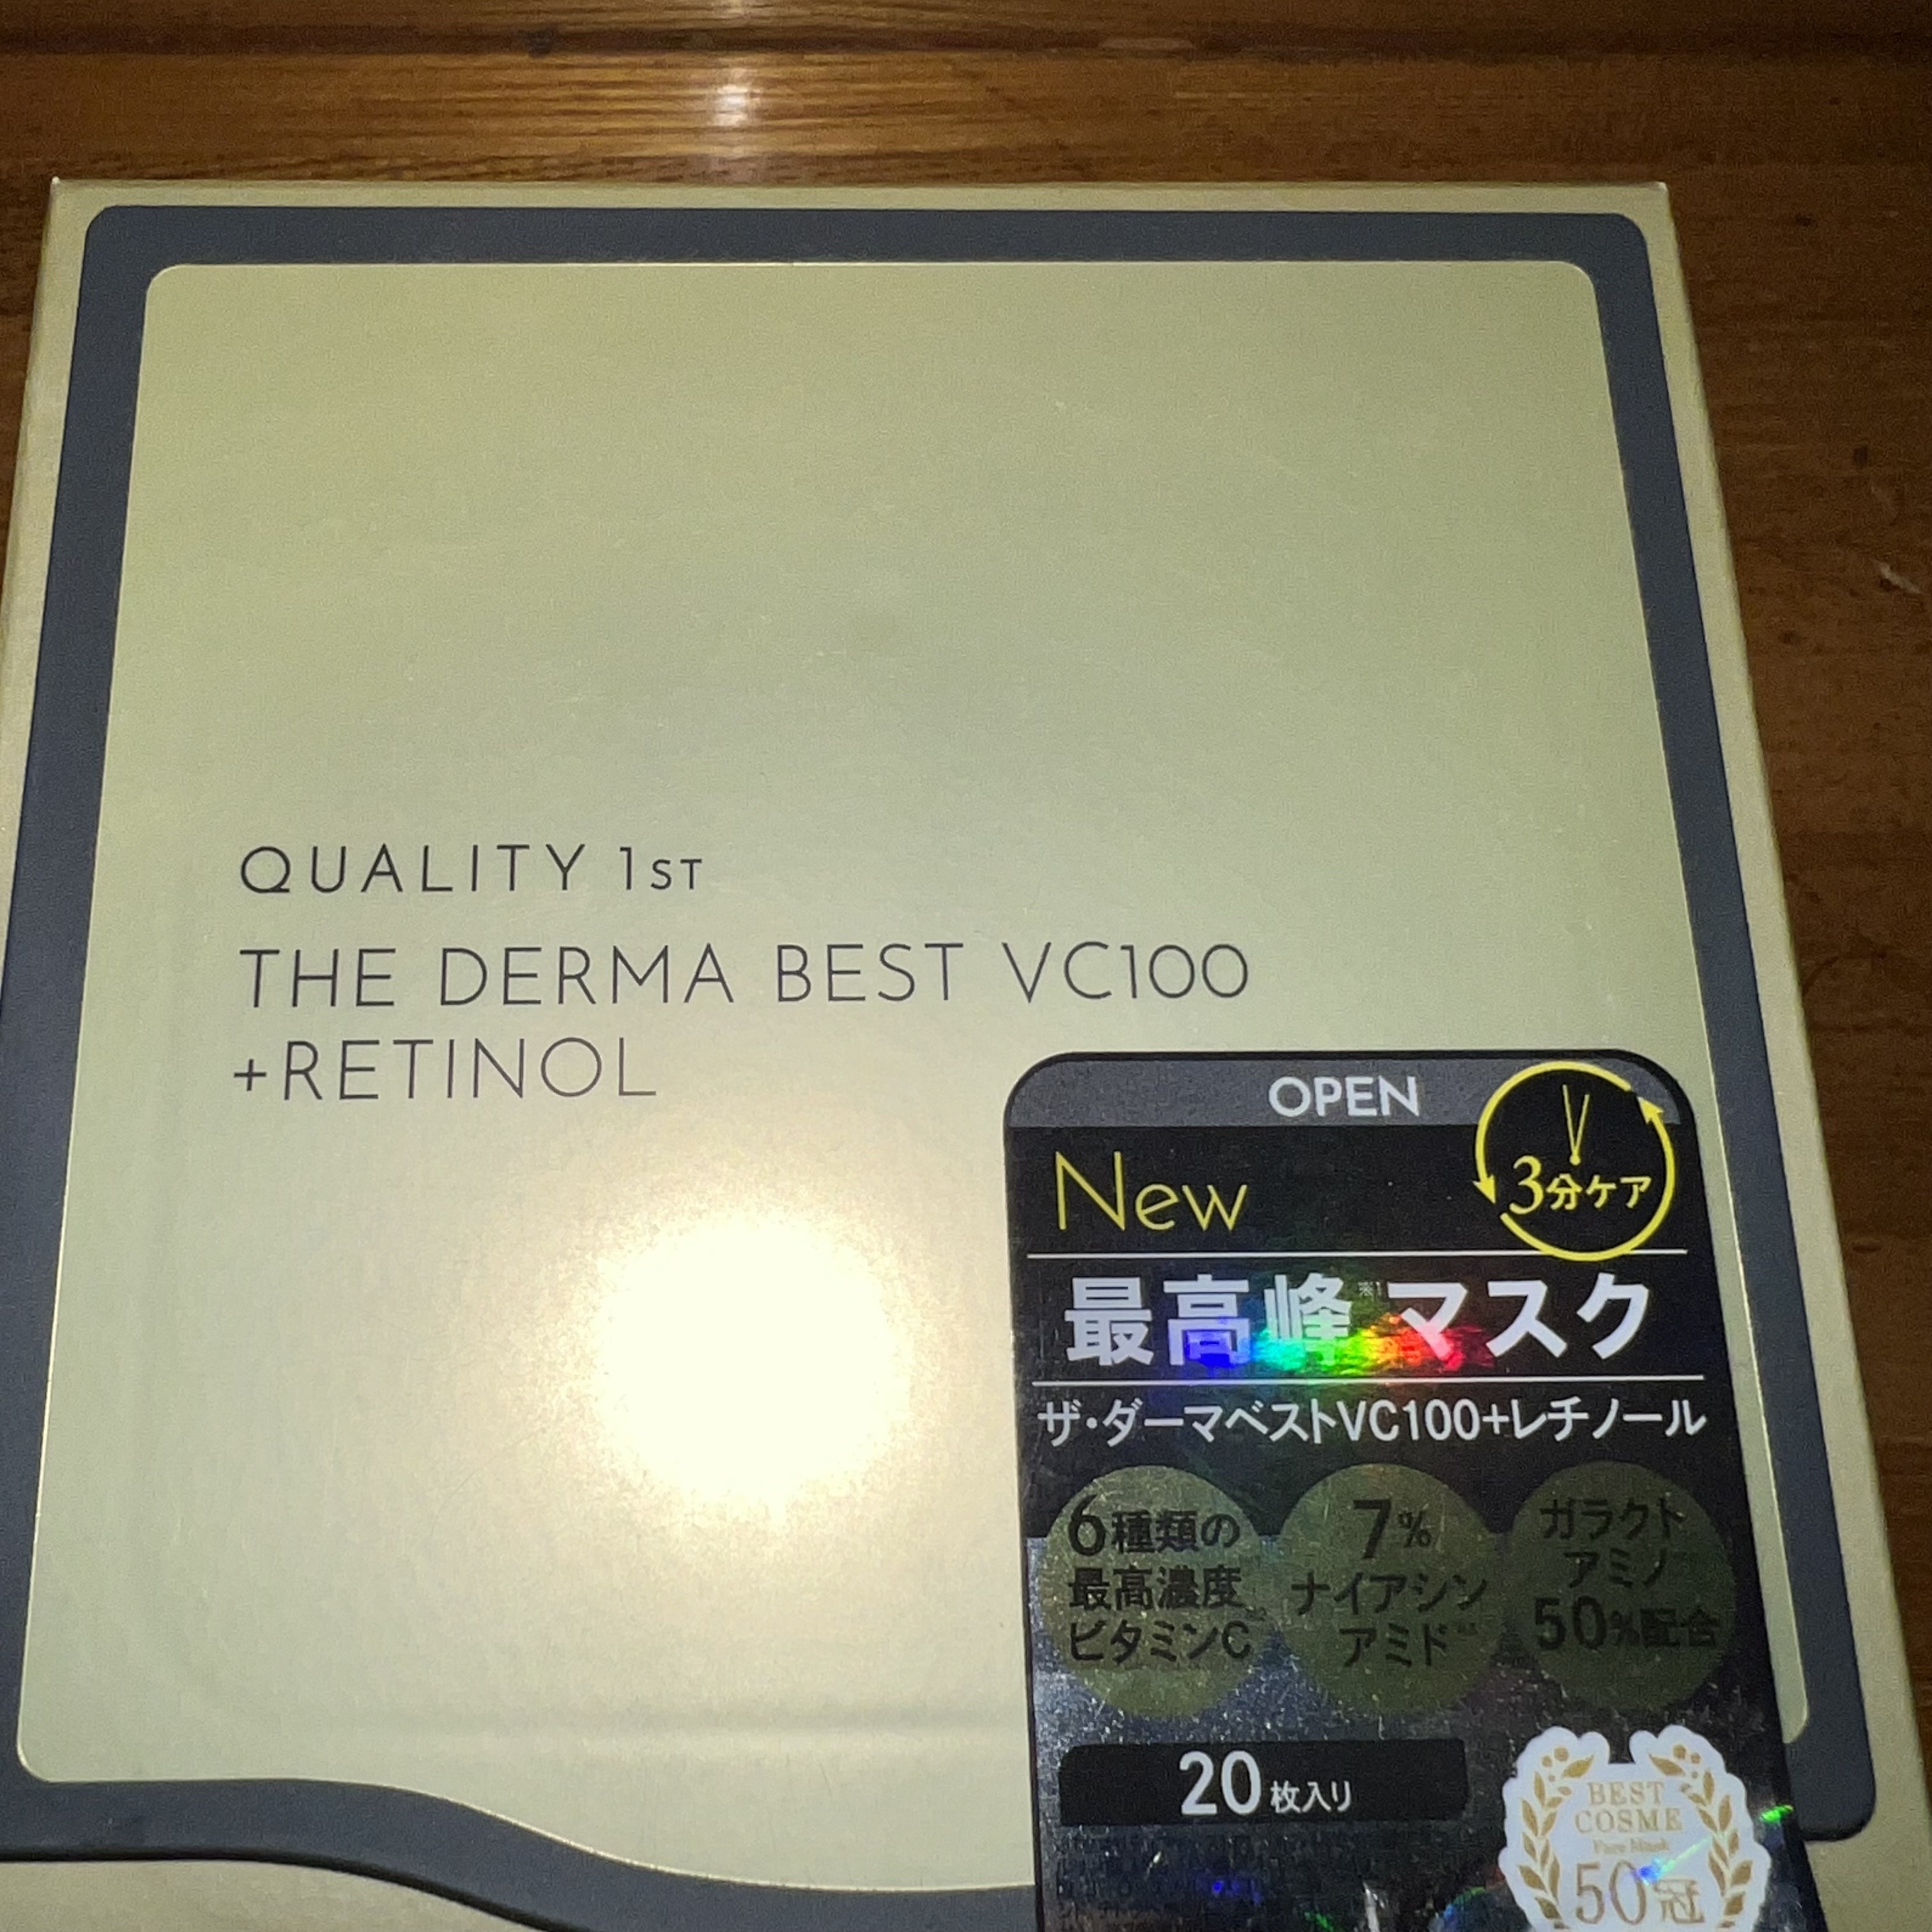 QUALITY 1ST
THE DERMA BEST VC100
+RETINOL
OPEN
New
3分ケア
最高峰※1マスク
ザ・ダーマベストVC100+レチノール
6種類の
最高濃度
ビタミンC
7%
ナイアシン
アミド
ガラクト
アミノ
50%配合
20枚入り
BEST
COSME
Face Mask
50冠